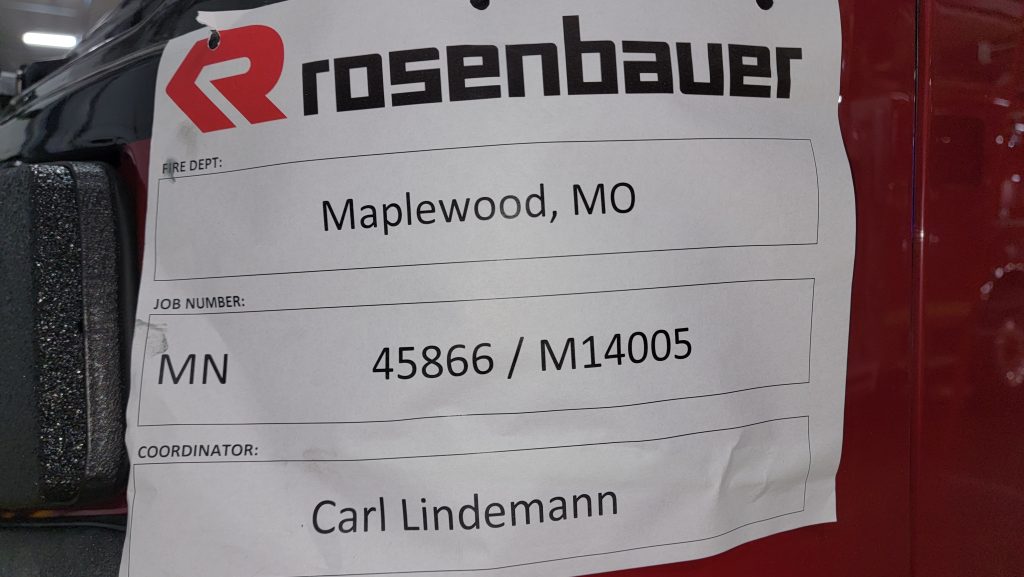 rosenbauer
FIRE DEPT:
Maplewood, MO
JOB NUMBER:
MN 45866 / M14005
COORDINATOR:
Carl Lindemann